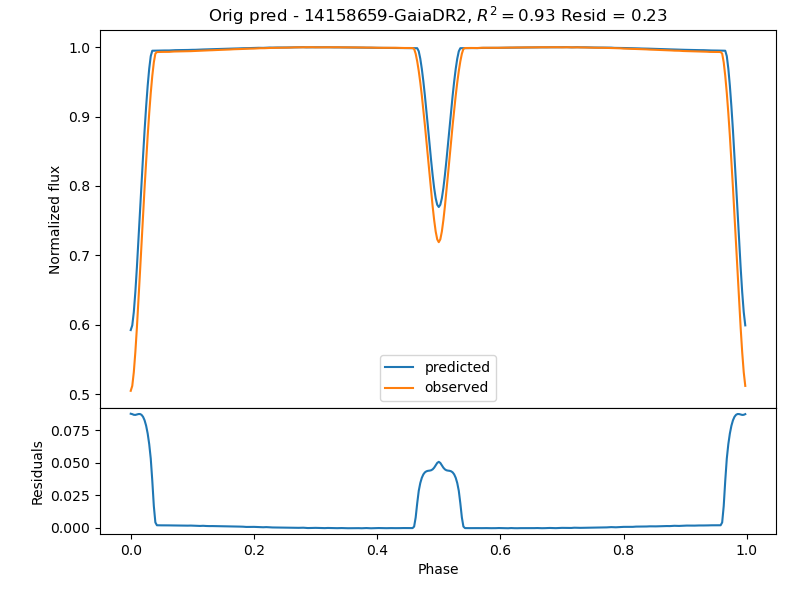 Orig pred - 14158659-GaiaDR2, $R^2 = 0.93$ Resid = 0.23
1.0
0.9
0.8
0.7
0.6
0.5
Normalized flux
predicted
observed
0.075
0.050
0.025
0.000
Residuals
0.0 0.2 0.4 0.6 0.8 1.0
Phase